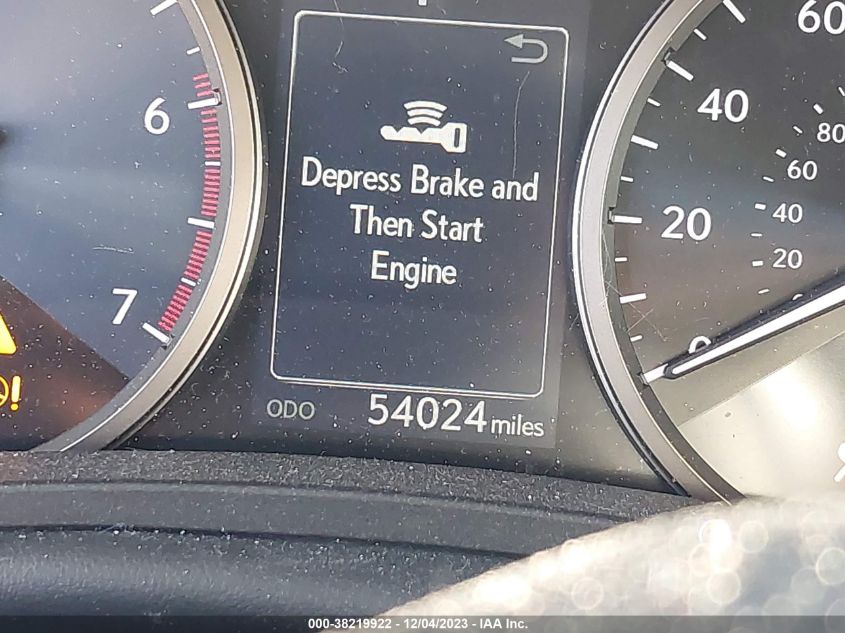 6
7
Depress Brake and
Then Start
Engine
ODO 54024 miles
60
40
20
0
80
60
40
20
000-38219922 - 12/04/2023 - IAA Inc.